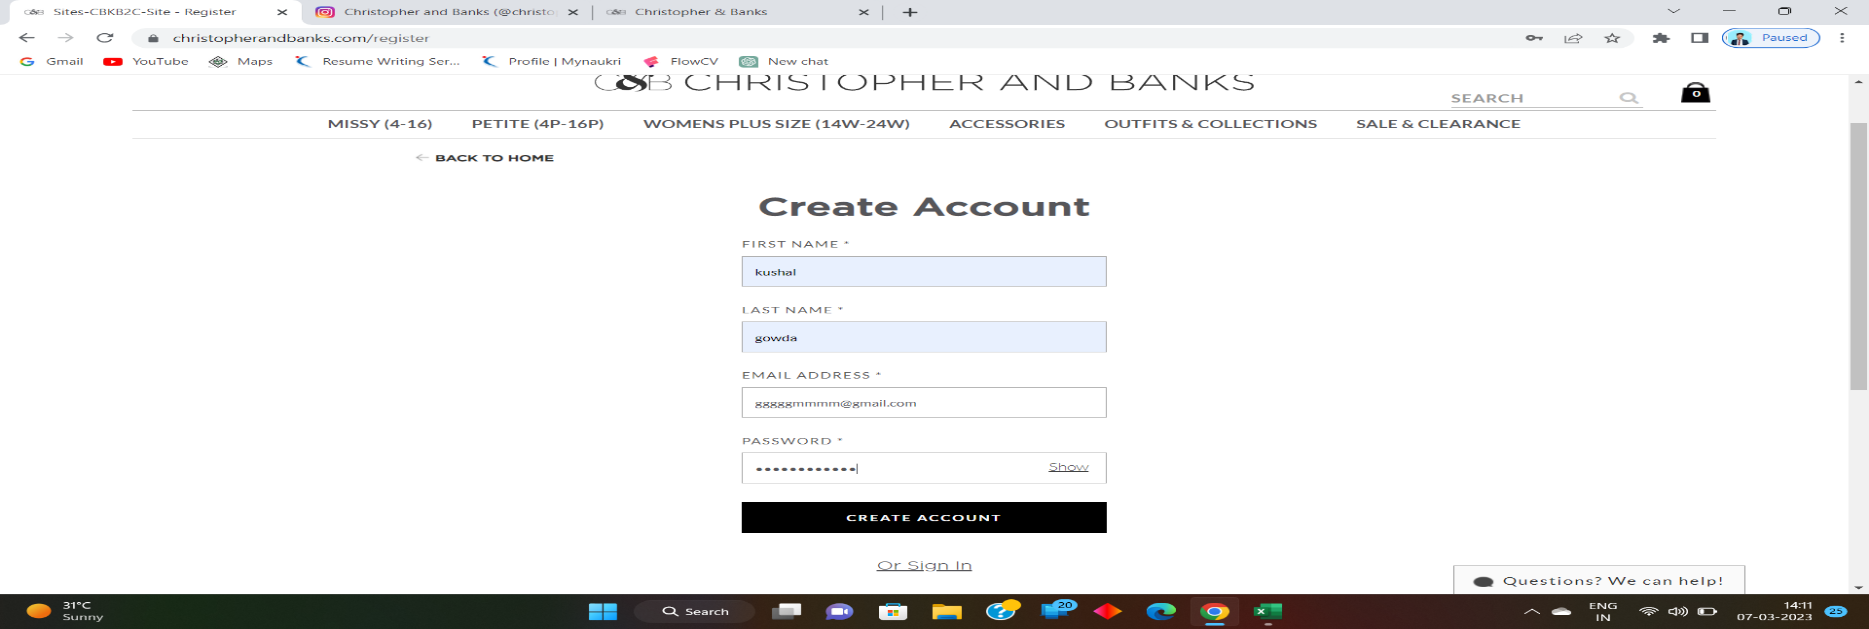 Sites-CBKB2C-Site - Register
Christopher and Banks (@christo
Christopher & Banks
christopherandbanks.com/register
Paused
Gmail
YouTube
Maps
Resume Writing Ser...
Profile | Mynaukri
FlowCV
New chat
C&B CHRISTOPHER AND BANKS
SEARCH
0
MISSY (4-16)
PETITE (4P-16P)
WOMENS PLUS SIZE (14W-24W)
ACCESSORIES
OUTFITS & COLLECTIONS
SALE & CLEARANCE
BACK TO HOME
Create Account
FIRST NAME *
kushal
LAST NAME *
gowda
EMAIL ADDRESS *
gggggmmmm@gmail.com
PASSWORD *
••••••••••••
Show
CREATE ACCOUNT
Or Sign In
Questions? We can help!
31°C
Sunny
Search
20
ENG
IN
14:11
07-03-2023
25